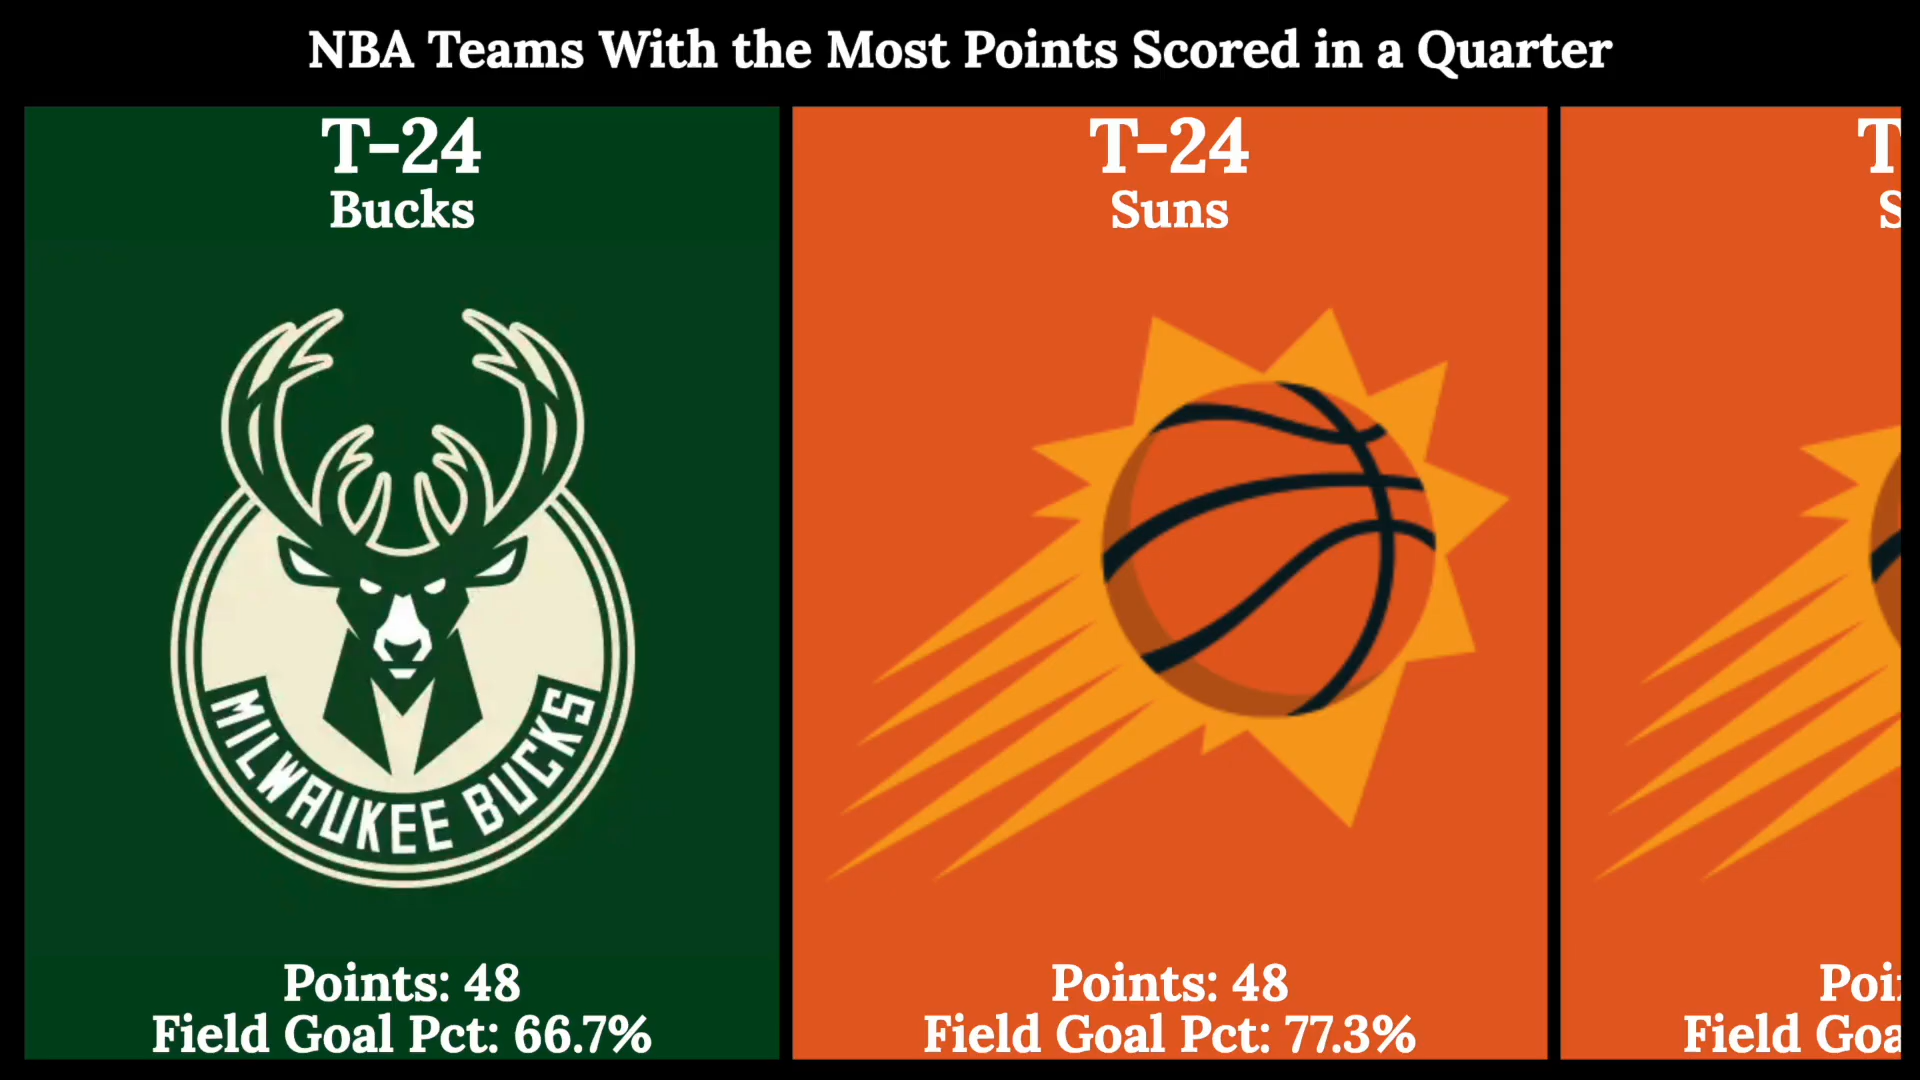 NBA Teams With the Most Points Scored in a Quarter
T-24
Bucks
MILWAUKEE BUCKS
Points: 48
Field Goal Pct: 66.7%
T-24
Suns
Points: 48
Field Goal Pct: 77.3%
Field